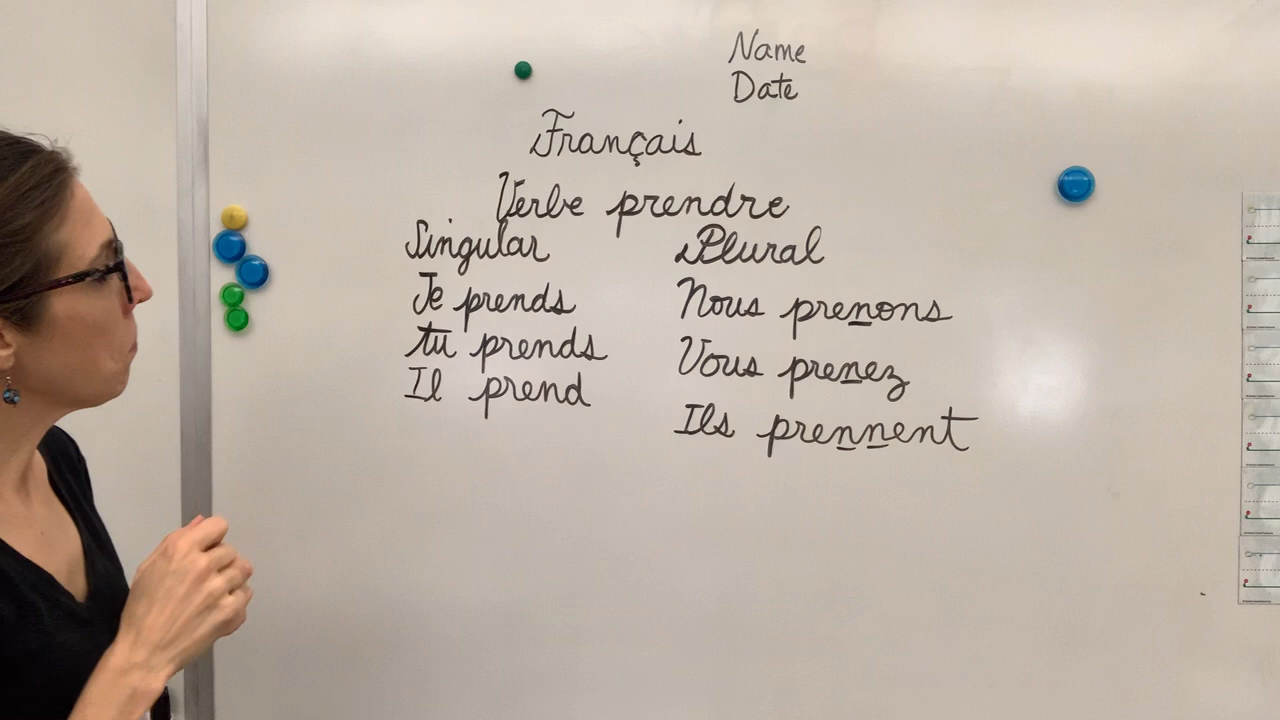 Name
Date
Français
Verbe prendre
Singular
Je prends
tu prends
Il prend
Plural
Nous prenons
Vous prenez
Ils prennent